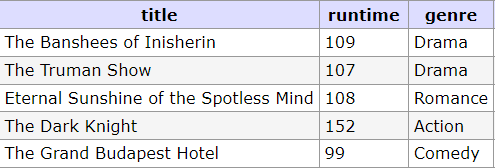 title runtime genre
The Banshees of Inisherin 109 Drama
The Truman Show 107 Drama
Eternal Sunshine of the Spotless Mind 108 Romance
The Dark Knight 152 Action
The Grand Budapest Hotel 99 Comedy